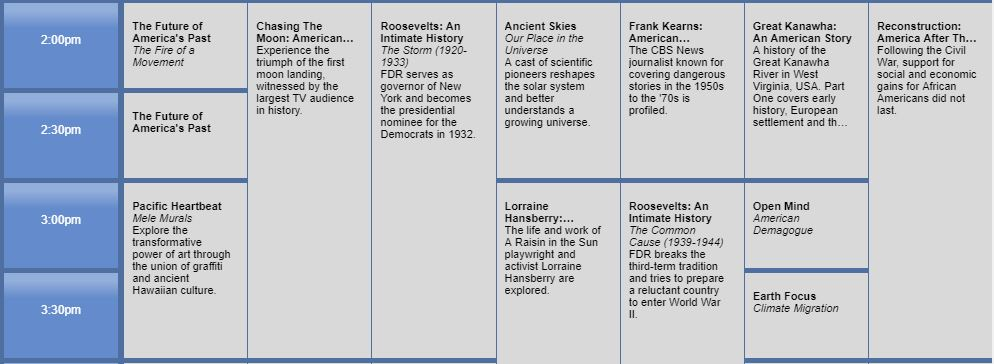 2:00pm
The Future of
America's Past
The Fire of a
Movement
Chasing The
Moon: American...
Experience the
triumph of the first
moon landing,
witnessed by the
largest TV audience
in history.
Roosevelts: An
Intimate History
The Storm (1920-
1933)
FDR serves as
governor of New
York and becomes
the presidential
nominee for the
Democrats in 1932.
Ancient Skies
Our Place in the
Universe
A cast of scientific
pioneers reshapes
the solar system
and better
understands a
growing universe.
Frank Kearns:
American...
The CBS News
journalist known for
covering dangerous
stories in the 1950s
to the '70s is
profiled.
Great Kanawha:
An American Story
A history of the
Great Kanawha
River in West
Virginia, USA. Part
One covers early
history, European
settlement and th...
Reconstruction:
America After Th...
Following the Civil
War, support for
social and economic
gains for African
Americans did not
last.
2:30pm
The Future of
America's Past
3:00pm
Pacific Heartbeat
Mele Murals
Explore the
transformative
power of art through
the union of graffiti
and ancient
Hawaiian culture.
Lorraine
Hansberry:...
The life and work of
A Raisin in the Sun
playwright and
activist Lorraine
Hansberry are
explored.
Roosevelts: An
Intimate History
The Common
Cause (1939-1944)
FDR breaks the
third-term tradition
and tries to prepare
a reluctant country
to enter World War
II.
Open Mind
American
Demagogue
3:30pm
Earth Focus
Climate Migration